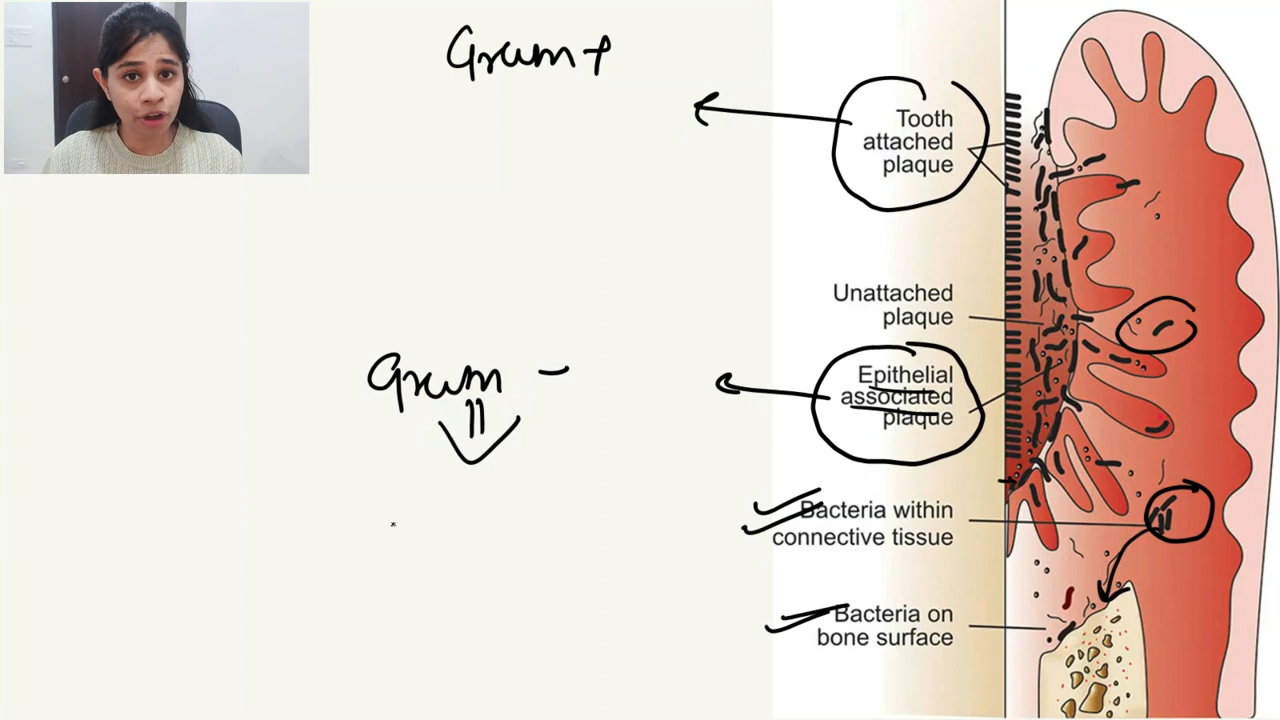 Gram +
Tooth
attached
plaque
Unattached
plaque
Gram -
Epithelial
associated
plaque
Bacteria within
connective tissue
Bacteria on
bone surface